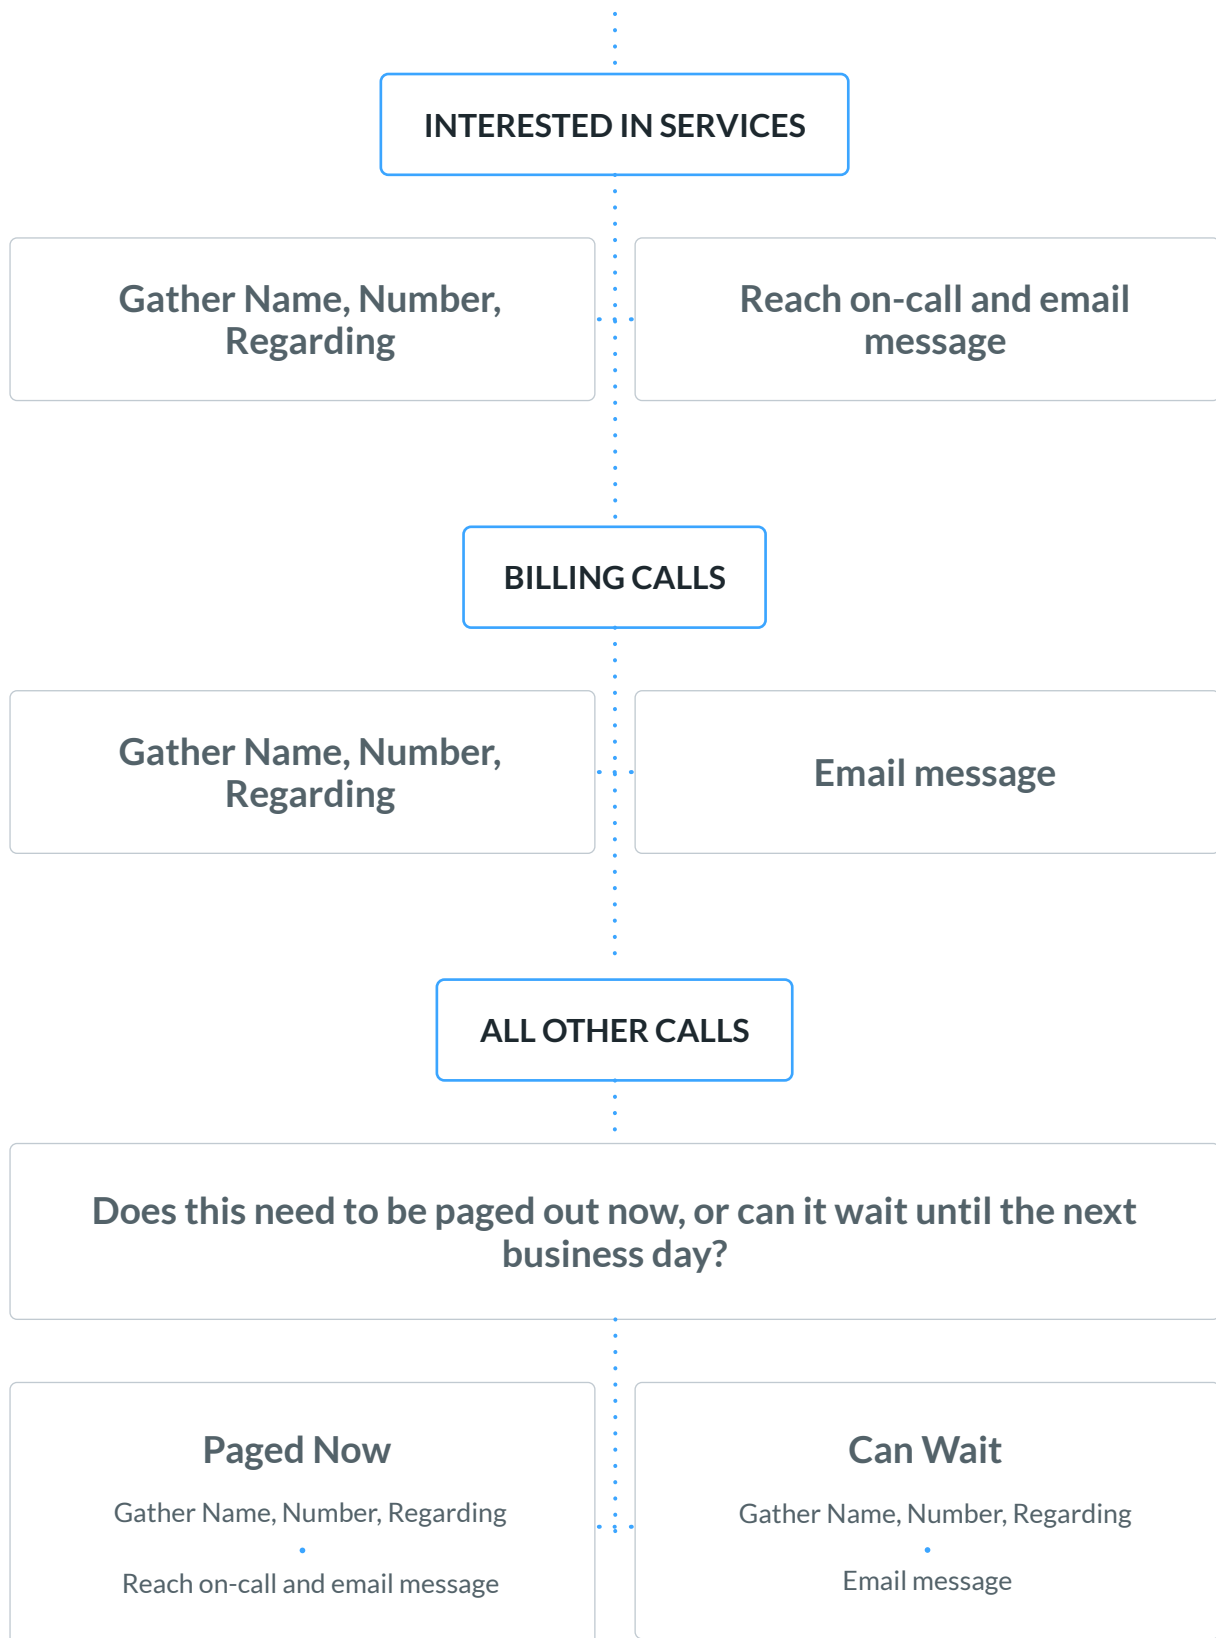 INTERESTED IN SERVICES
Gather Name, Number,
Regarding
Reach on-call and email
message
BILLING CALLS
Gather Name, Number,
Regarding
Email message
ALL OTHER CALLS
Does this need to be paged out now, or can it wait until the next
business day?
Paged Now
Gather Name, Number, Regarding
Reach on-call and email message
Can Wait
Gather Name, Number, Regarding
Email message